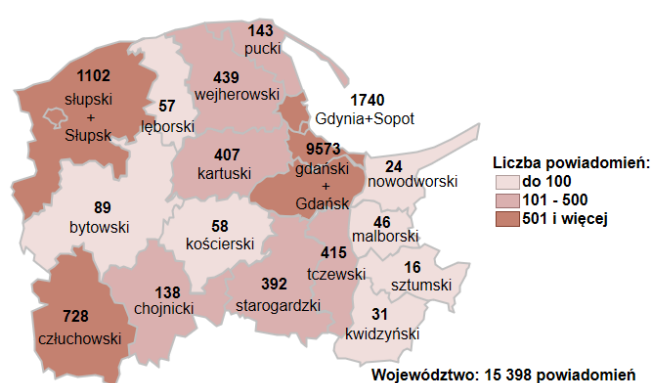 143
pucki
1102
słupski
+
Słupsk
57
lęborski
439
wejherowski
1740
Gdynia+Sopot
407
kartuski
9573
gdański
+
Gdańsk
24
nowodworski
Liczba powiadomień:
do 100
101 - 500
501 i więcej
89
bytowski
58
kościerski
46
malborski
415
tczewski
16
sztumski
728
człuchowski
138
chojnicki
392
starogardzki
31
kwidzyński
Województwo: 15 398 powiadomień